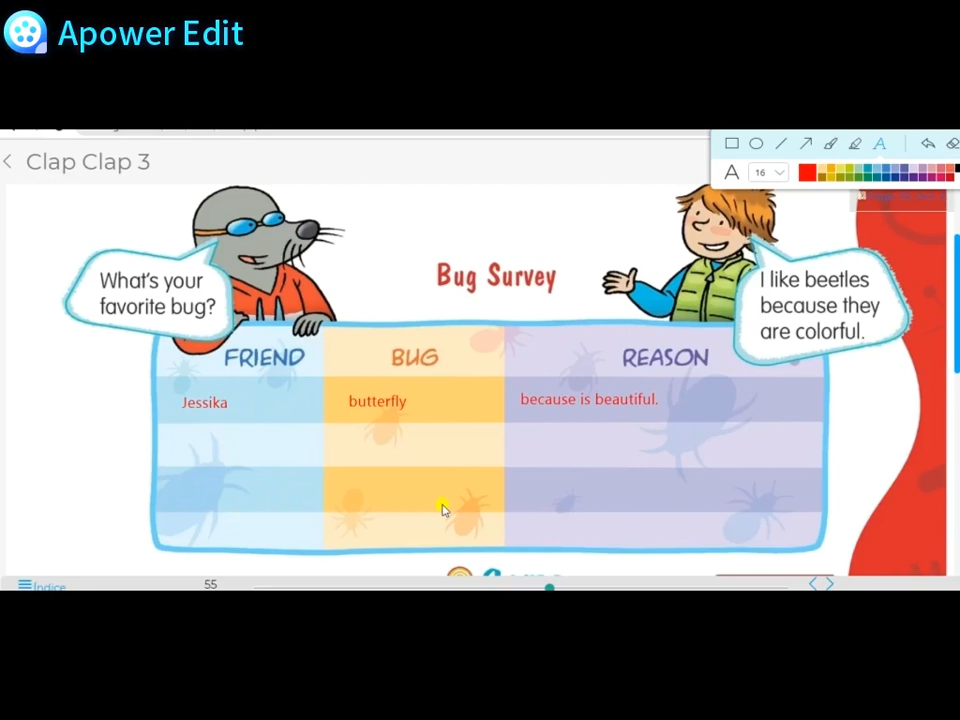 Apower Edit
Clap Clap 3
A 16
What's your
favorite bug?
Bug Survey
I like beetles
because they
are colorful.
FRIEND BUG REASON
Jessika butterfly because is beautiful.
Índice 55